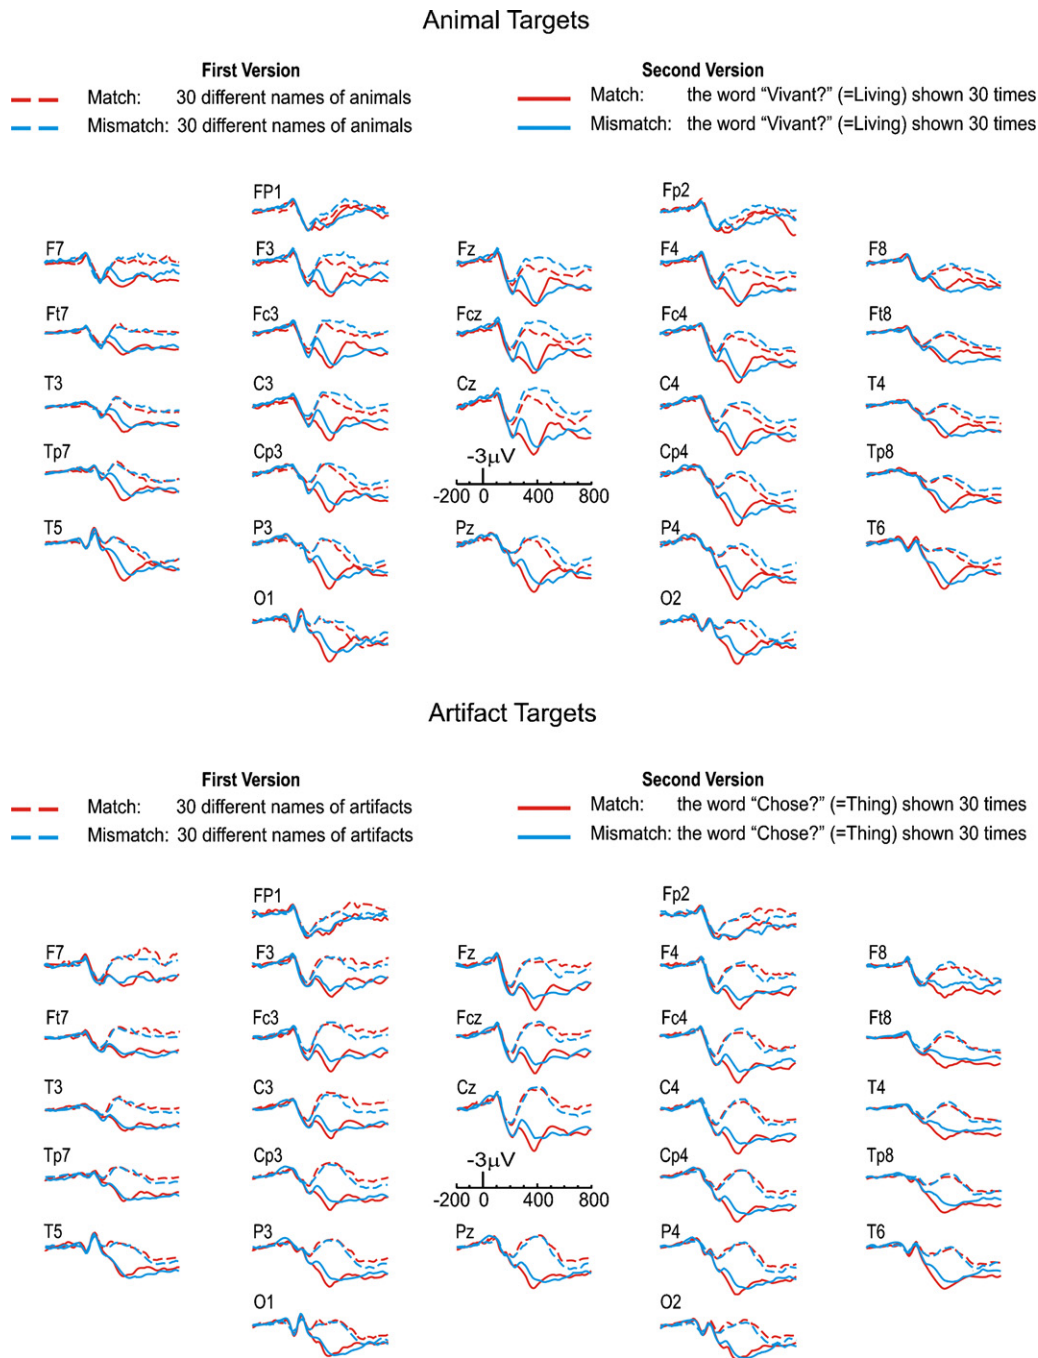 Animal Targets
First Version
Second Version
Match: 30 different names of animals
Match: the word “Vivant?” (=Living) shown 30 times
Mismatch: 30 different names of animals
Mismatch: the word “Vivant?” (=Living) shown 30 times
FP1 Fp2
F7 F3 Fz F4 F8
Ft7 Fc3 Fcz Fc4 Ft8
T3 C3 Cz C4 T4
Tp7 Cp3 Cp4 Tp8
-3µV
-200 0 400 800
T5 P3 Pz P4 T6
O1 O2
Artifact Targets
First Version
Second Version
Match: 30 different names of artifacts
Match: the word “Chose?” (=Thing) shown 30 times
Mismatch: 30 different names of artifacts
Mismatch: the word “Chose?” (=Thing) shown 30 times
FP1 Fp2
F7 F3 Fz F4 F8
Ft7 Fc3 Fcz Fc4 Ft8
T3 C3 Cz C4 T4
Tp7 Cp3 Cp4 Tp8
-3µV
-200 0 400 800
T5 P3 Pz P4 T6
O1 O2